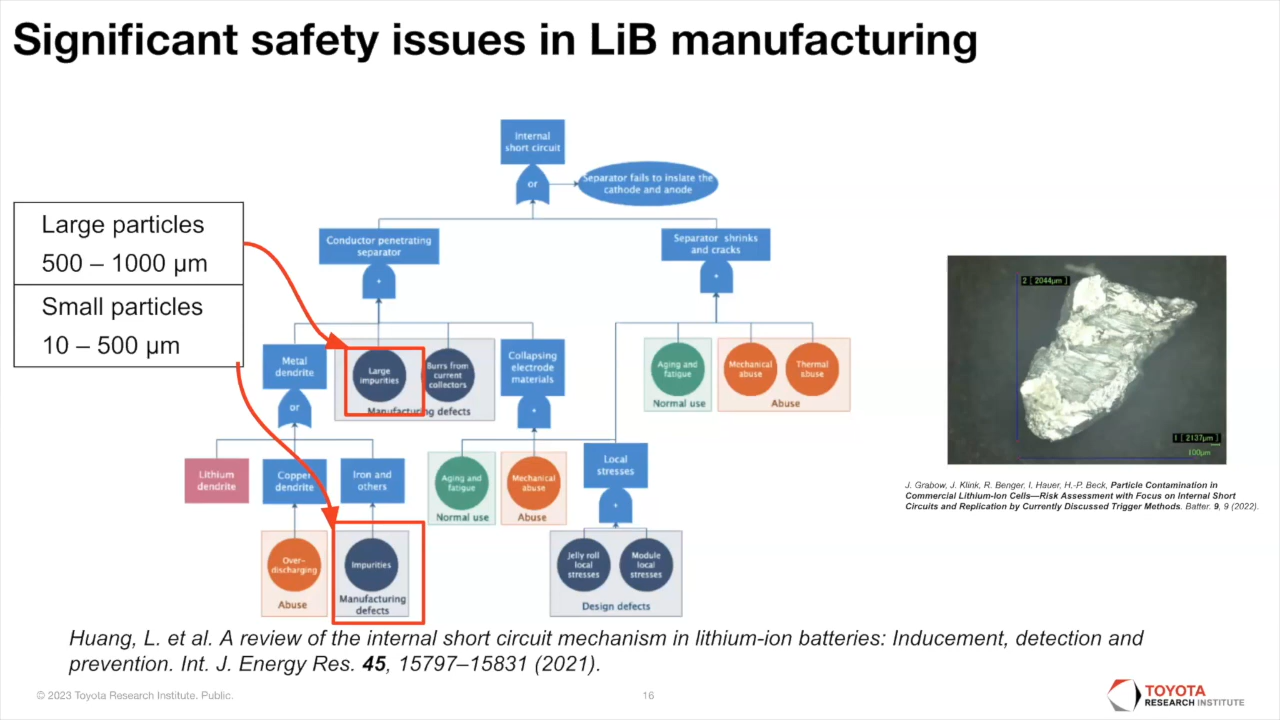 Significant safety issues in LiB manufacturing
Internal
short circuit
or
Separator fails to inslate the
cathode and anode
Large particles
500 – 1000 μm
Small particles
10 – 500 μm
Conductor penetrating
separator
+
Separator shrinks
and cracks
+
Metal
dendrite
or
Large
impurities
Burrs from
current
collectors
Manufacturing defects
Collapsing
electrode
materials
+
Aging and
fatigue
Normal use
Mechanical
abuse
Thermal
abuse
Abuse
Lithium
dendrite
Copper
dendrite
Iron and
others
Aging and
fatigue
Normal use
Mechanical
abuse
Abuse
Local
stresses
+
Over-
discharging
Abuse
Impurities
Manufacturing
defects
Jelly roll
local
stresses
Module
local
stresses
Design defects
2 [ 2044μm ]
1 [ 2137μm ]
100μm
J. Grabow, J. Klink, R. Benger, I. Hauer, H.-P. Beck, Particle Contamination in
Commercial Lithium-Ion Cells—Risk Assessment with Focus on Internal Short
Circuits and Replication by Currently Discussed Trigger Methods. Batter. 9, 9 (2022).
Huang, L. et al. A review of the internal short circuit mechanism in lithium-ion batteries: Inducement, detection and
prevention. Int. J. Energy Res. 45, 15797–15831 (2021).
© 2023 Toyota Research Institute. Public.
16
TOYOTA
RESEARCH INSTITUTE